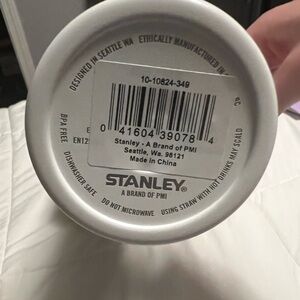 DESIGNED IN SEATTLE WA ETHICALLY MANUFACTURED IN
10-10824-349
0 41604 39078 4
Stanley - A Brand of PMI
Seattle, Wa. 98121
Made in China
BPA FREE
DISHWASHER SAFE
DO NOT MICROWAVE
USING STRAW WITH HOT DRINKS MAY SCALD
STANLEY®
A BRAND OF PMI